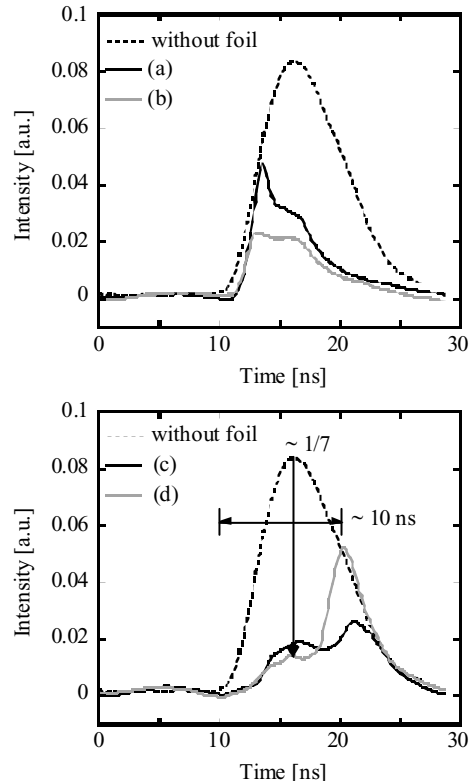 0.1
without foil
(a)
(b)
0.08
0.06
0.04
0.02
0
Intensity [a.u.]
0
10
20
30
Time [ns]
0.1
without foil
(c)
(d)
~ 1/7
~ 10 ns
0.08
0.06
0.04
0.02
0
Intensity [a.u.]
0
10
20
30
Time [ns]